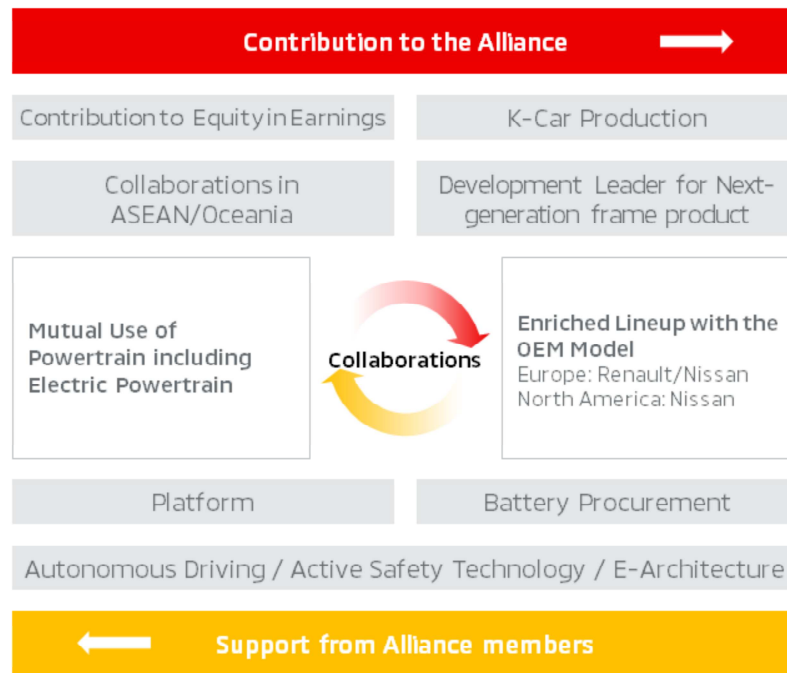 Contribution to the Alliance
Contribution to Equity in Earnings
K-Car Production
Collaborations in
ASEAN/Oceania
Development Leader for Next-
generation frame product
Mutual Use of
Powertrain including
Electric Powertrain
Collaborations
Enriched Lineup with the
OEM Model
Europe: Renault/Nissan
North America: Nissan
Platform
Battery Procurement
Autonomous Driving / Active Safety Technology / E-Architecture
Support from Alliance members